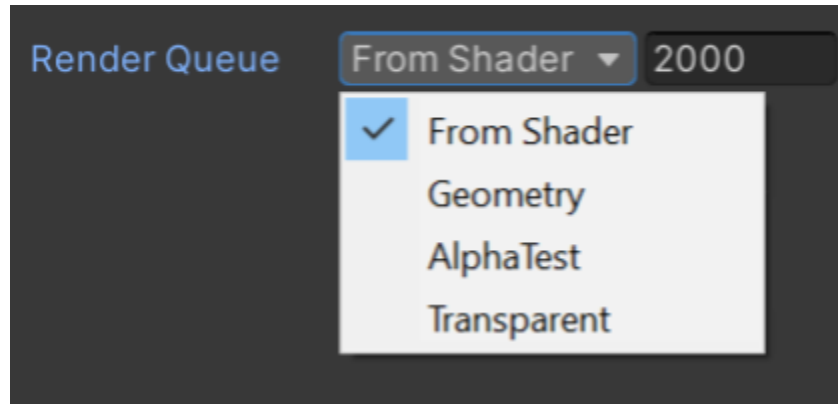 Render Queue From Shader 2000
From Shader
Geometry
AlphaTest
Transparent